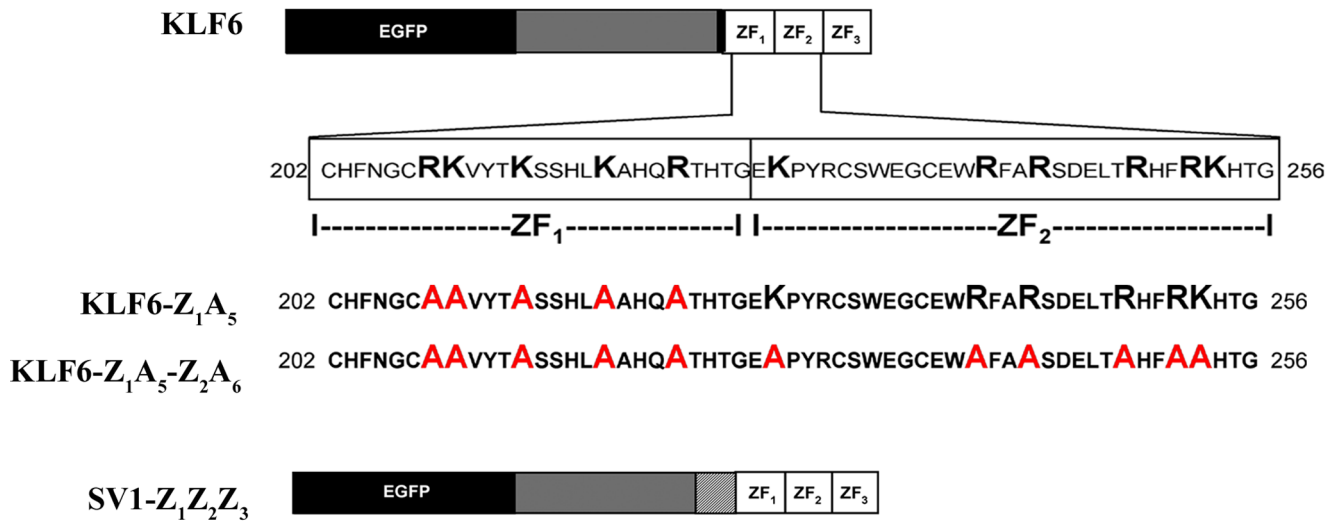 KLF6 EGFP ZF1 ZF2 ZF3
202 CHFNGCRKVYTKSSHLKAHQRTHTGEKPYRCSWEGCEWRFARSDELTRHFRKHTG 256
I-----------------ZF1-------------I I---------------------ZF2-------------------I
KLF6-Z1A5 202 CHFNGCAAVYTASSHLAAHQATHTGEKPYRCSWEGCEWRFARSDELTRHFRKHTG 256
KLF6-Z1A5-Z2A6 202 CHFNGCAAVYTASSHLAAHQATHTGEAPYRCSWEGCEWAFAASDELTAHFAAHTG 256
SV1-Z1Z2Z3 EGFP ZF1 ZF2 ZF3